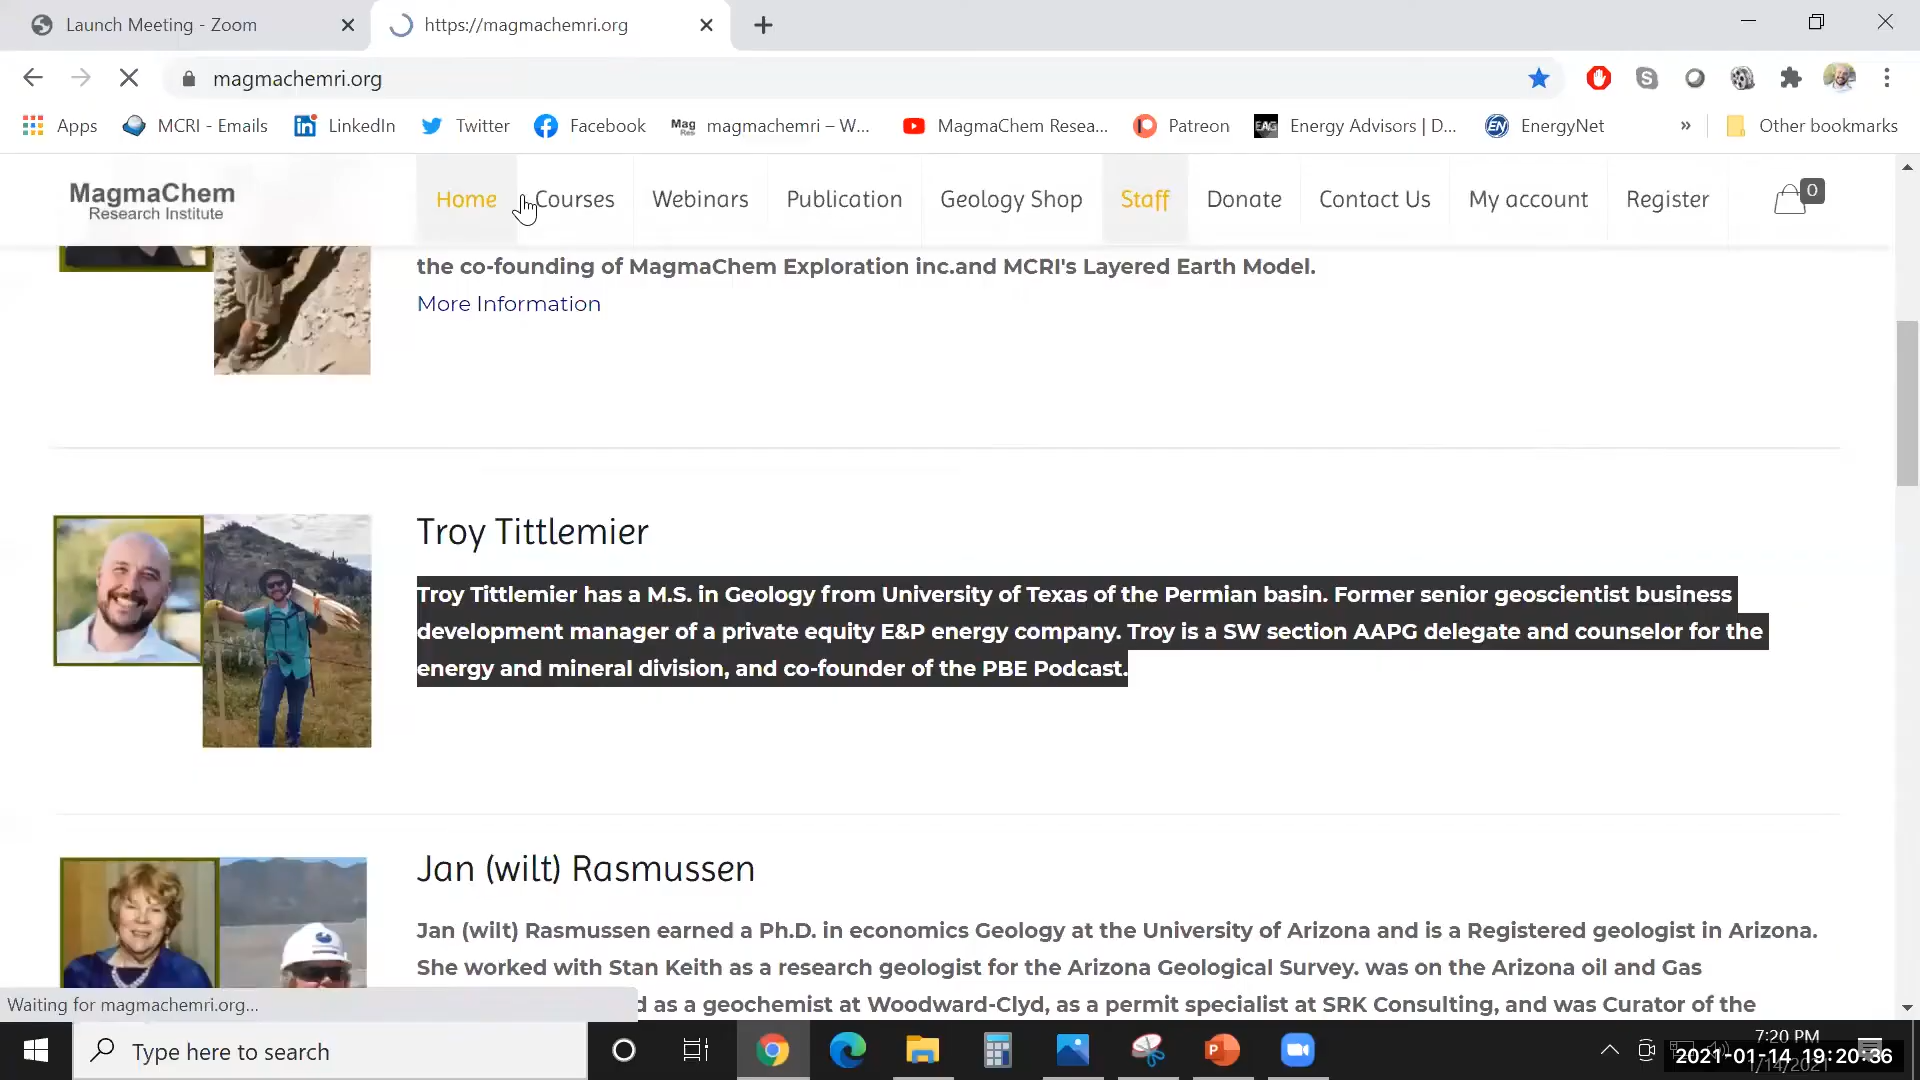 Launch Meeting - Zoom
https://magmachemri.org
magmachemri.org
Apps
MCRI - Emails
LinkedIn
Twitter
Facebook
Mag Res
magmachemri – W...
MagmaChem Resea...
Patreon
EAG
Energy Advisors | D...
EN
EnergyNet
»
Other bookmarks
MagmaChem
Research Institute
Home
Courses
Webinars
Publication
Geology Shop
Staff
Donate
Contact Us
My account
Register
0
the co-founding of MagmaChem Exploration inc.and MCRI's Layered Earth Model.
More Information
Troy Tittlemier
Troy Tittlemier has a M.S. in Geology from University of Texas of the Permian basin. Former senior geoscientist business
development manager of a private equity E&P energy company. Troy is a SW section AAPG delegate and counselor for the
energy and mineral division, and co-founder of the PBE Podcast.
Jan (wilt) Rasmussen
Jan (wilt) Rasmussen earned a Ph.D. in economics Geology at the University of Arizona and is a Registered geologist in Arizona.
She worked with Stan Keith as a research geologist for the Arizona Geological Survey. was on the Arizona oil and Gas
d as a geochemist at Woodward-Clyd, as a permit specialist at SRK Consulting, and was Curator of the
Waiting for magmachemri.org...
Type here to search
7:20 PM
1/14/2021
2021-01-14 19:20:36